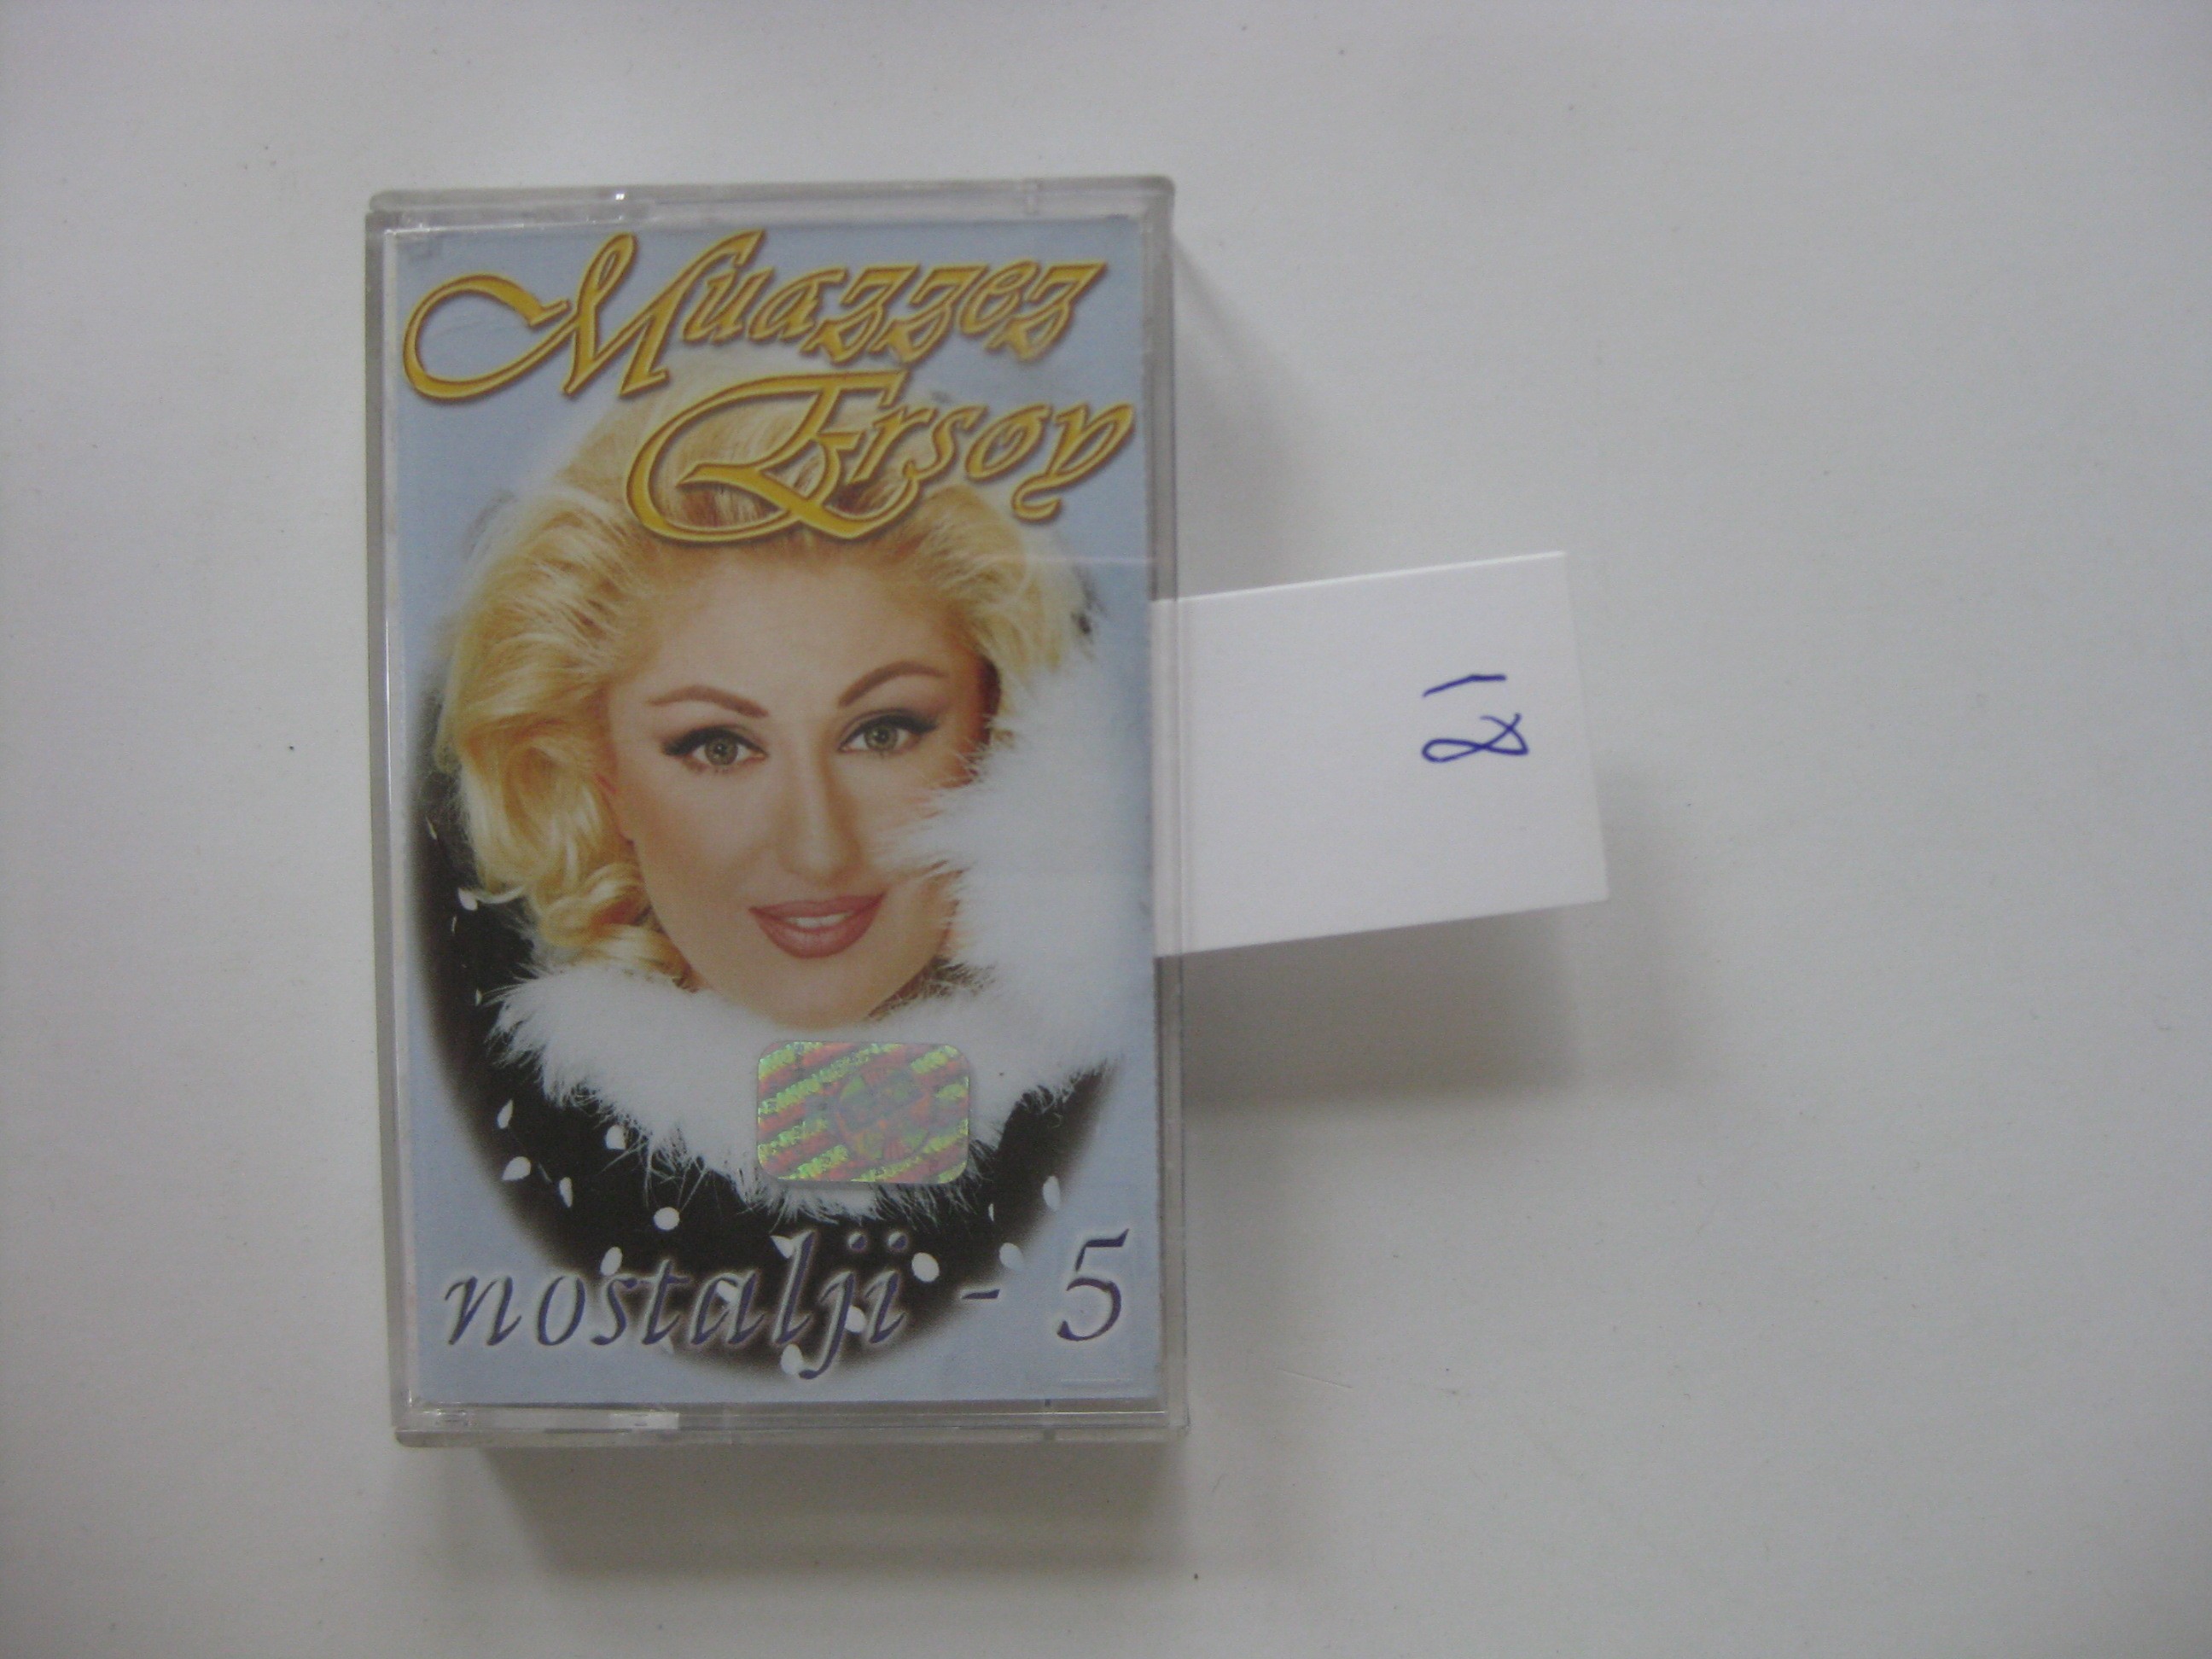 Muazzez
Ersoy
nostalji - 5
18